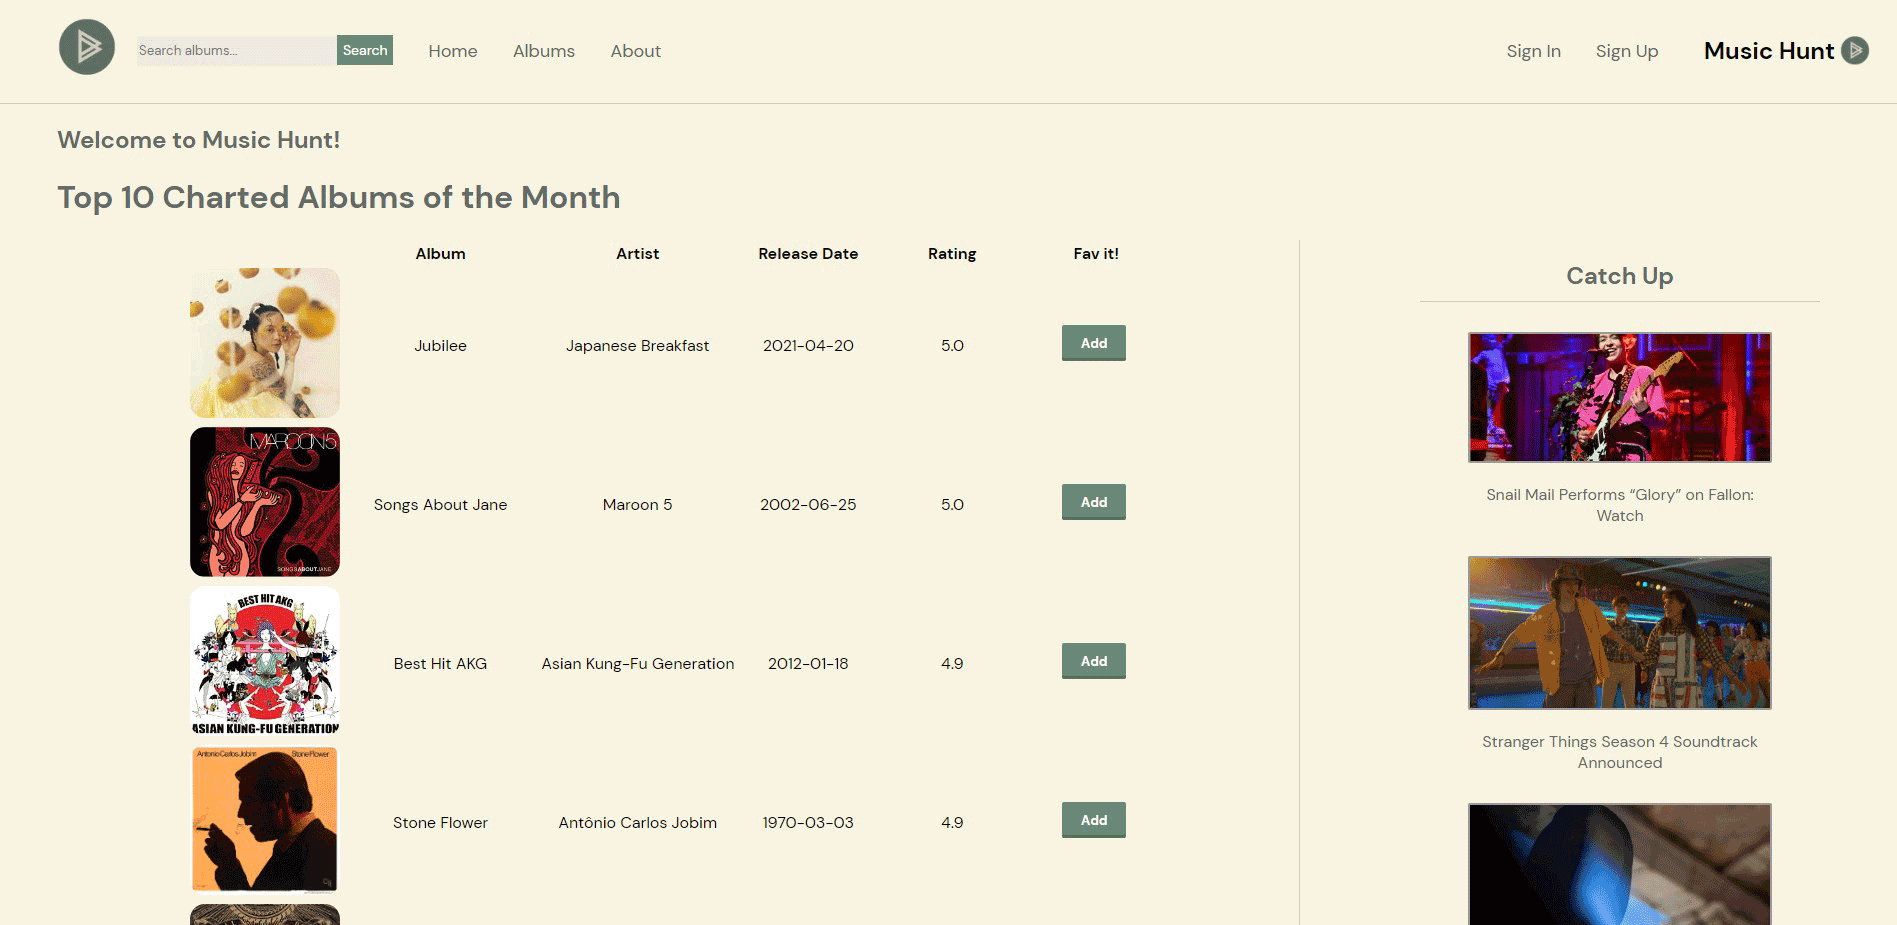 Search albums...
Search
Home
Albums
About
Sign In
Sign Up
Music Hunt
Welcome to Music Hunt!
Top 10 Charted Albums of the Month
Album
Artist
Release Date
Rating
Fav it!
Jubilee
Japanese Breakfast
2021-04-20
5.0
Add
MAROON5
SONGSABOUTJANE
Songs About Jane
Maroon 5
2002-06-25
5.0
Add
BEST HIT AKG
ASIAN KUNG-FU GENERATION
Best Hit AKG
Asian Kung-Fu Generation
2012-01-18
4.9
Add
Antonio Carlos Jobim
Stone Flower
Stone Flower
Antônio Carlos Jobim
1970-03-03
4.9
Add
Catch Up
Snail Mail Performs “Glory” on Fallon:
Watch
Stranger Things Season 4 Soundtrack
Announced